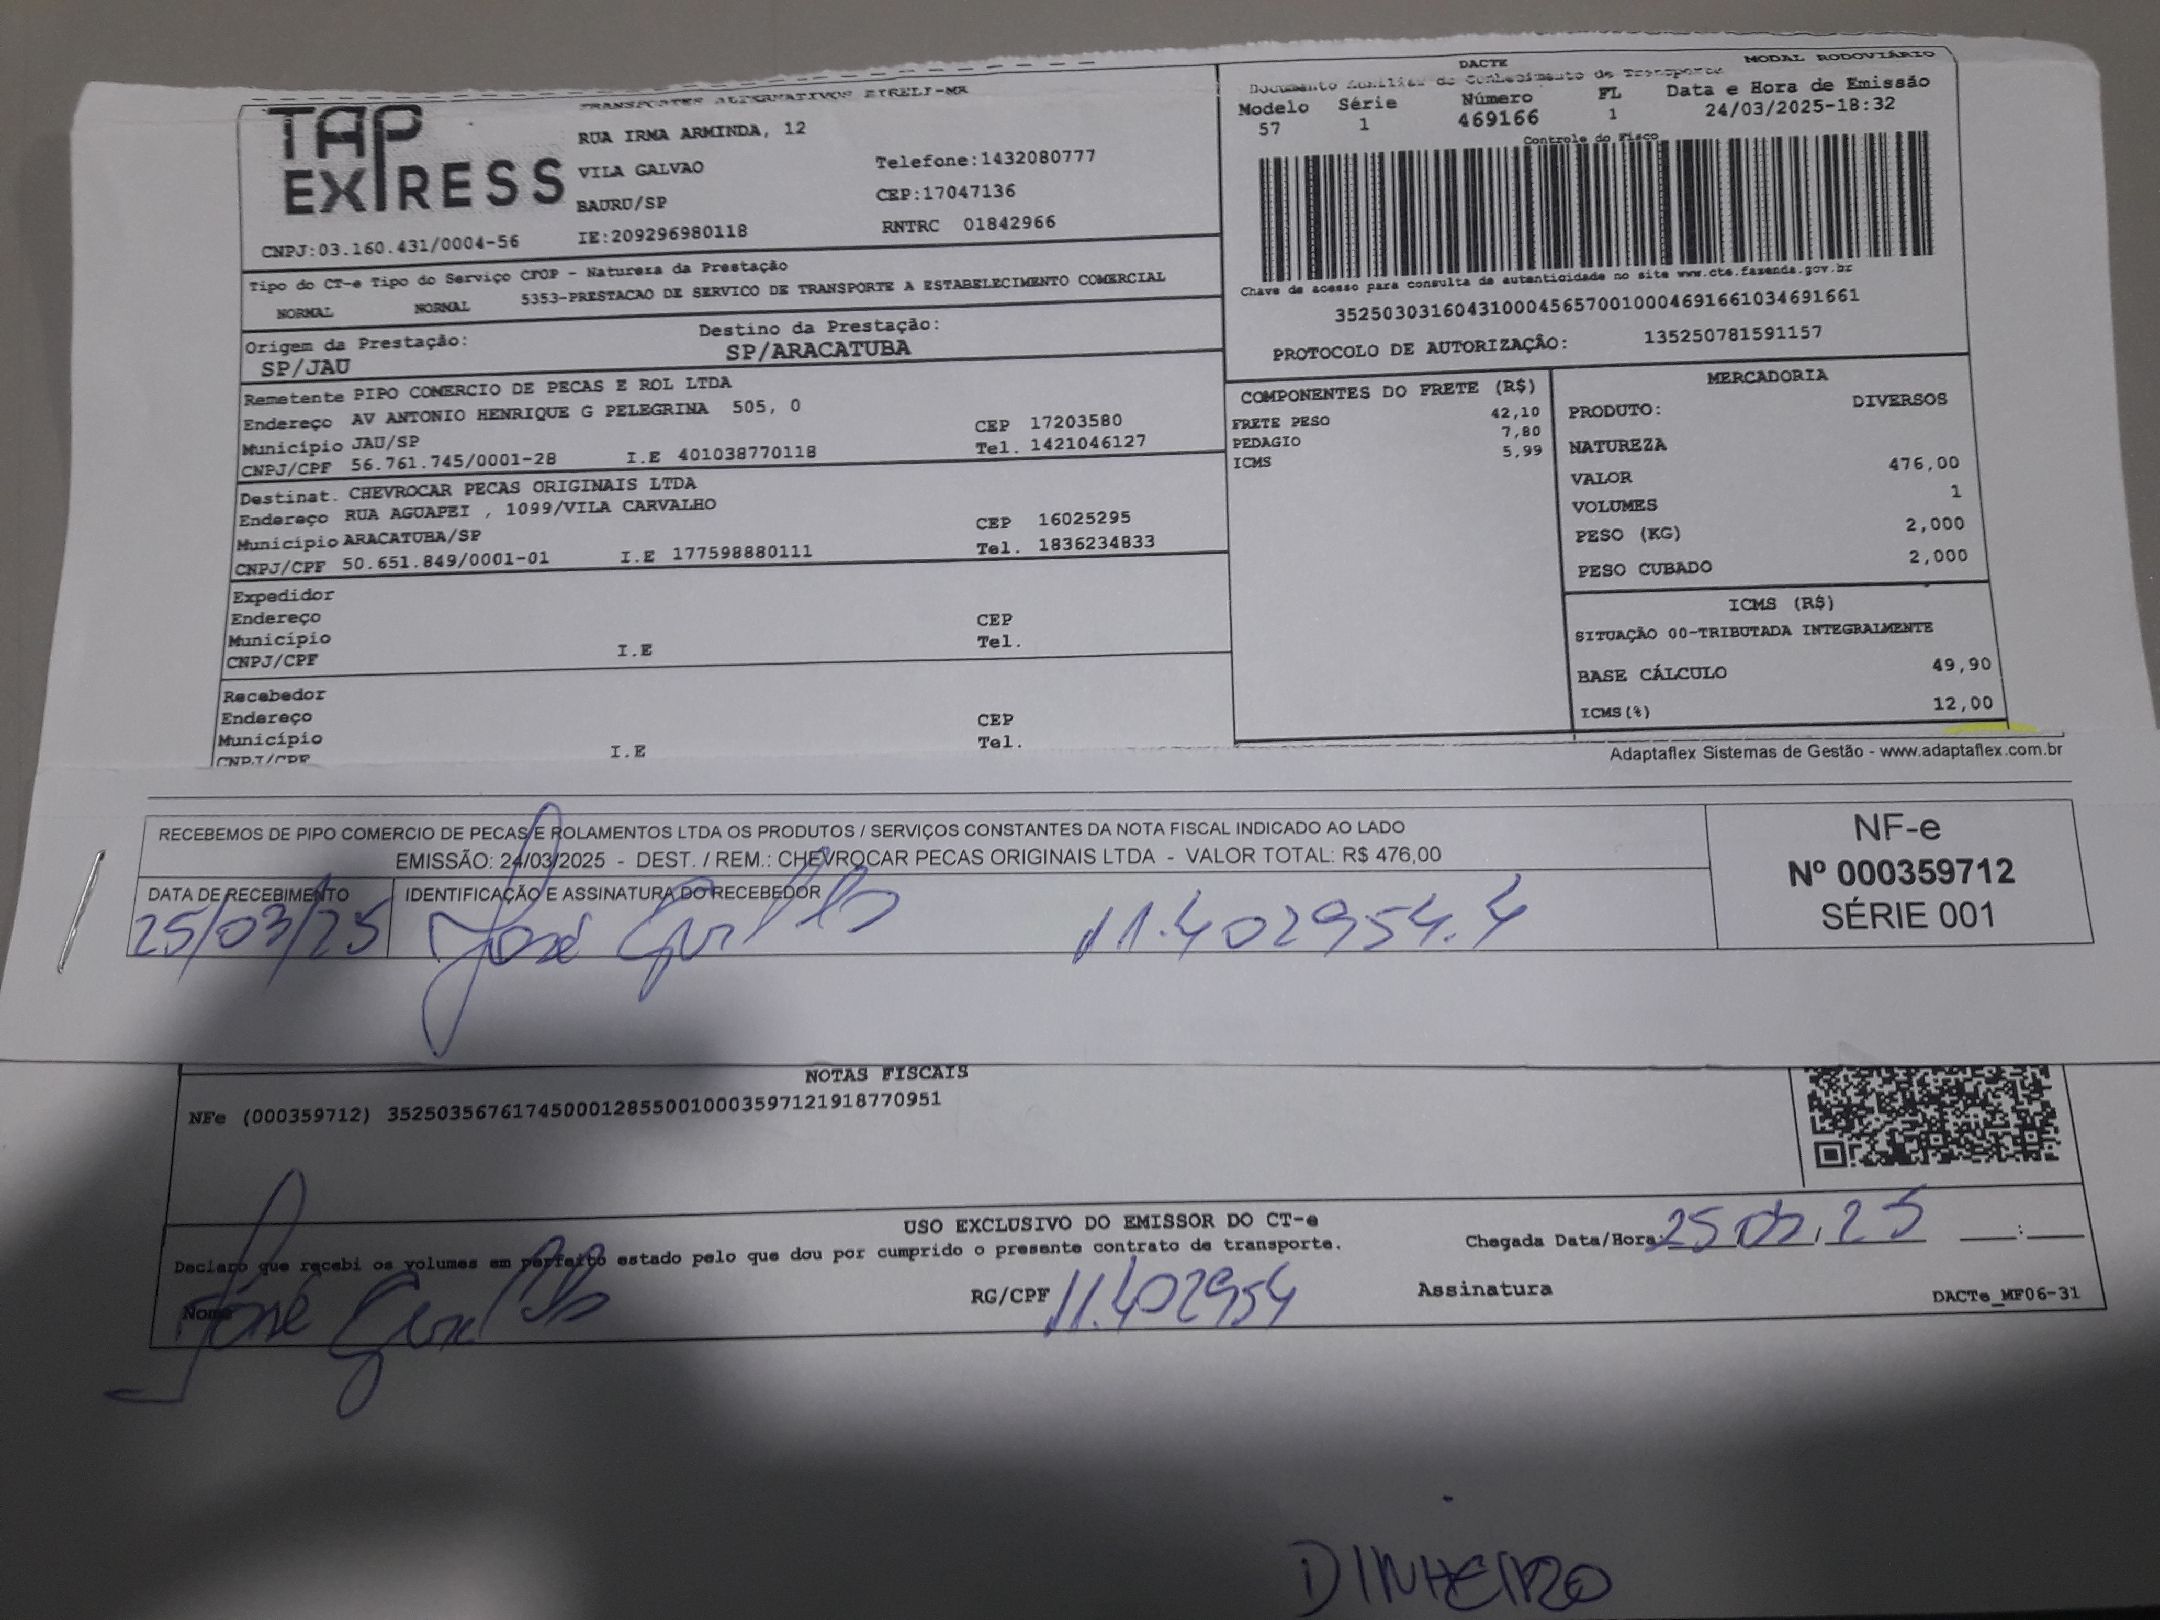 TAP EXPRESS
TRANSPORTES ALTERNATIVOS EIRELI-MA
RUA IRMA ARMINDA, 12
VILA GALVAO
Telefone:1432080777
BAURU/SP
CEP:17047136
CNPJ:03.160.431/0004-56
IE:209296980118
RNTRC 01842966
DACTE
MODAL RODOVIÁRIO
Documento Auxiliar do Conhecimento de Transporte
Modelo Série Número FL Data e Hora de Emissão
57 1 469166 1 24/03/2025-18:32
Controle do Fisco
Chave de acesso para consulta de autenticidade no site www.cte.fazenda.gov.br
35250303160431000456570010004691661034691661
PROTOCOLO DE AUTORIZAÇÃO: 135250781591157
Tipo do CT-e Tipo do Serviço CFOP - Natureza da Prestação
NORMAL NORMAL 5353-PRESTACAO DE SERVICO DE TRANSPORTE A ESTABELECIMENTO COMERCIAL
Origem da Prestação: Destino da Prestação:
SP/JAU SP/ARACATUBA
Remetente PIPO COMERCIO DE PECAS E ROL LTDA
Endereço AV ANTONIO HENRIQUE G PELEGRINA 505, 0
Município JAU/SP CEP 17203580
CNPJ/CPF 56.761.745/0001-28 I.E 401038770118 Tel. 1421046127
Destinat. CHEVROCAR PECAS ORIGINAIS LTDA
Endereço RUA AGUAPEI , 1099/VILA CARVALHO
Município ARACATUBA/SP CEP 16025295
CNPJ/CPF 50.651.849/0001-01 I.E 177598880111 Tel. 1836234833
Expedidor
Endereço CEP
Município Tel.
CNPJ/CPF I.E
Recebedor
Endereço CEP
Município Tel.
CNPJ/CPF I.E
COMPONENTES DO FRETE (R$)
FRETE PESO 42,10
PEDAGIO 7,80
ICMS 5,99
MERCADORIA
PRODUTO: DIVERSOS
NATUREZA
VALOR 476,00
VOLUMES 1
PESO (KG) 2,000
PESO CUBADO 2,000
ICMS (R$)
SITUAÇÃO 00-TRIBUTADA INTEGRALMENTE
BASE CÁLCULO 49,90
ICMS(%) 12,00
Adaptaflex Sistemas de Gestão - www.adaptaflex.com.br
RECEBEMOS DE PIPO COMERCIO DE PECAS E ROLAMENTOS LTDA OS PRODUTOS / SERVIÇOS CONSTANTES DA NOTA FISCAL INDICADO AO LADO
EMISSÃO: 24/03/2025 - DEST. / REM.: CHEVROCAR PECAS ORIGINAIS LTDA - VALOR TOTAL: R$ 476,00
DATA DE RECEBIMENTO IDENTIFICAÇÃO E ASSINATURA DO RECEBEDOR
25/03/25 José 11.402954.4
NF-e
Nº 000359712
SÉRIE 001
NOTAS FISCAIS
NFe (000359712) 35250356761745000128550010003597121918770951
USO EXCLUSIVO DO EMISSOR DO CT-e
Declaro que recebi os volumes em perfeito estado pelo que dou por cumprido o presente contrato de transporte.
Chegada Data/Hora: 25 03, 25 :
Nome José RG/CPF 11.402954 Assinatura
DACTe_MF06-31
DINHEIRO